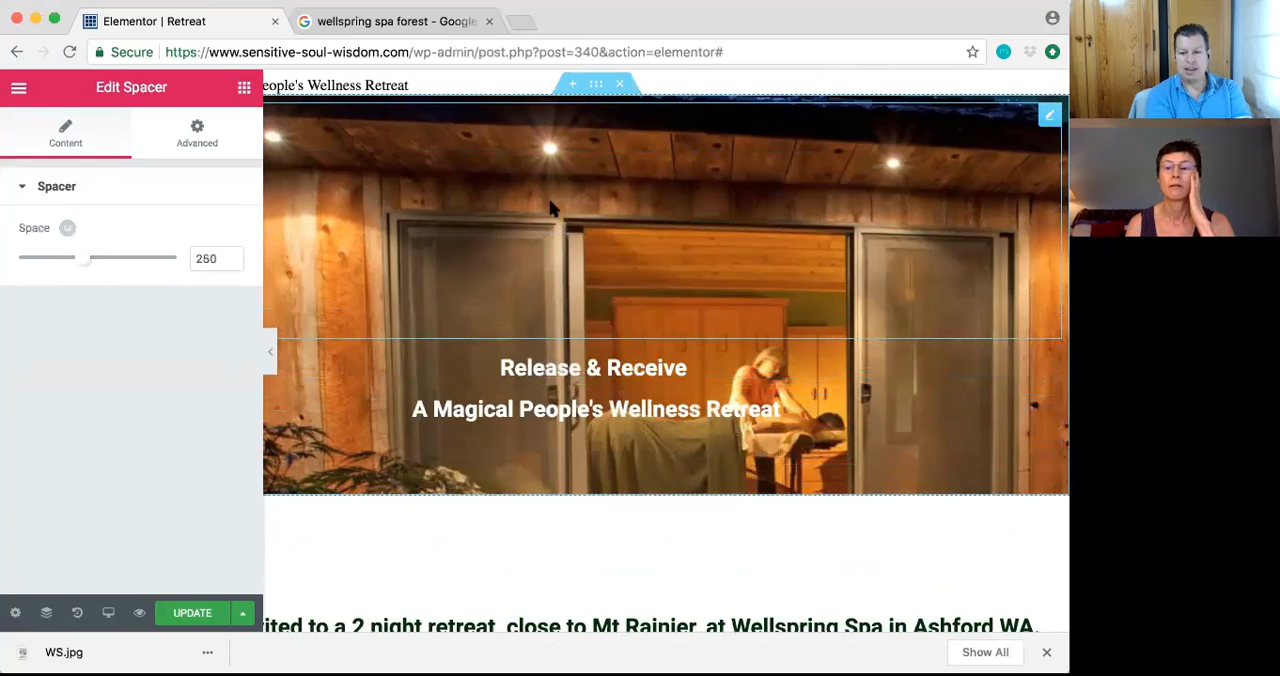 Elementor | Retreat
wellspring spa forest - Google
Secure
https://www.sensitive-soul-wisdom.com/wp-admin/post.php?post=340&action=elementor#
Edit Spacer
eople's Wellness Retreat
Content
Advanced
Spacer
Space
250
Release & Receive
A Magical People's Wellness Retreat
UPDATE
ited to a 2 night retreat, close to Mt Rainier, at Wellspring Spa in Ashford WA.
WS.jpg
Show All